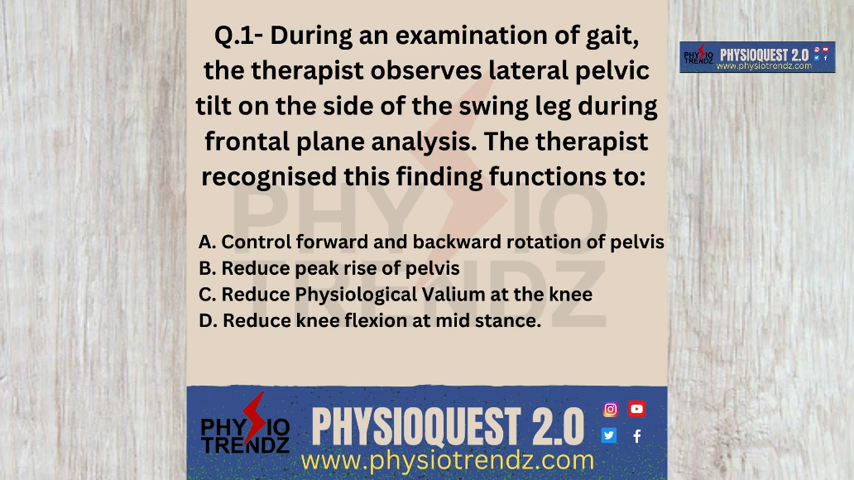 Q.1- During an examination of gait,
the therapist observes lateral pelvic
tilt on the side of the swing leg during
frontal plane analysis. The therapist
recognised this finding functions to:
A. Control forward and backward rotation of pelvis
B. Reduce peak rise of pelvis
C. Reduce Physiological Valium at the knee
D. Reduce knee flexion at mid stance.
PHYSIO
TRENDZ
PHYSIO
TRENDZ
PHYSIOQUEST 2.0
www.physiotrendz.com
PHYSIO
TRENDZ
PHYSIOQUEST 2.0
www.physiotrendz.com